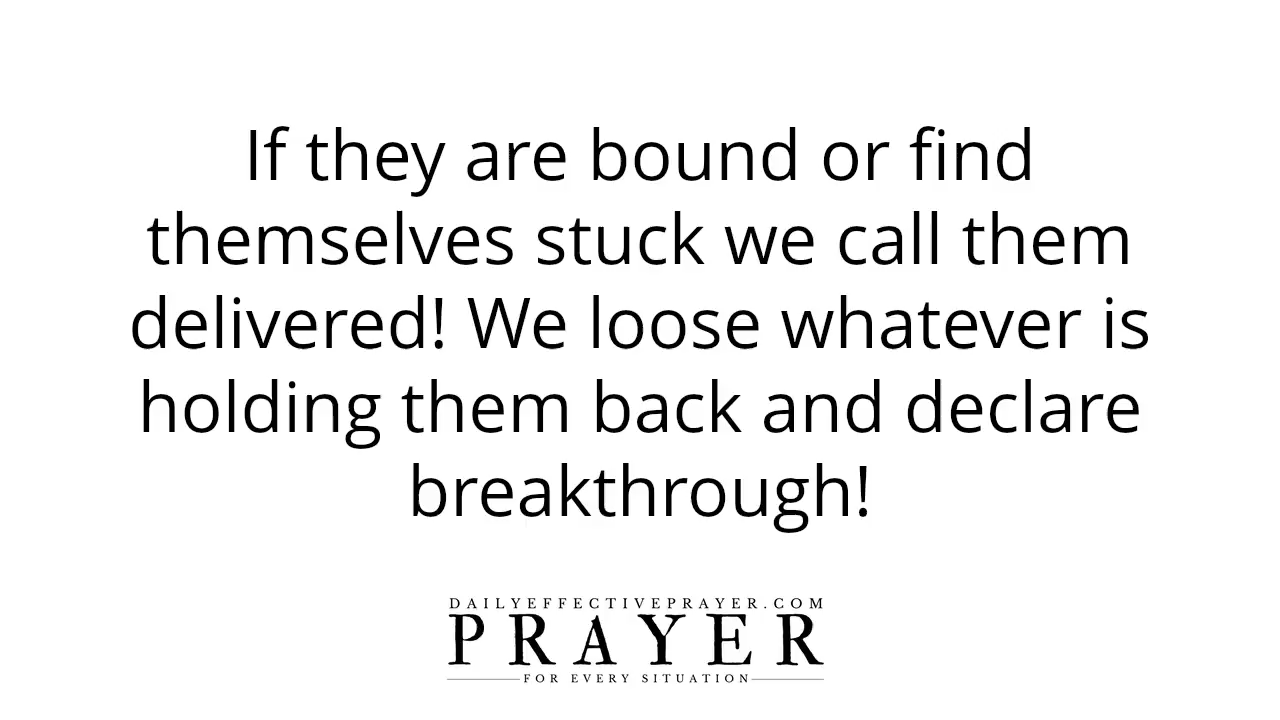 If they are bound or find
themselves stuck we call them
delivered! We loose whatever is
holding them back and declare
breakthrough!
DAILYEFFECTIVEPRAYER.COM
PRAYER
FOR EVERY SITUATION